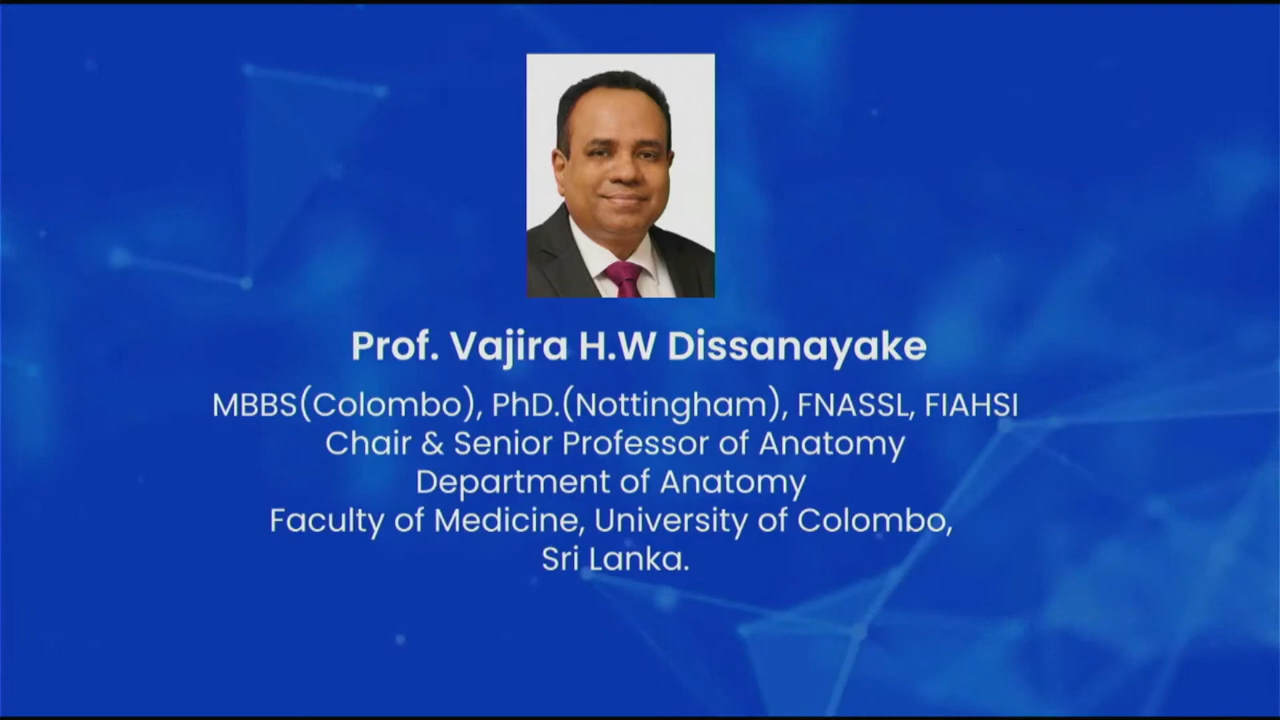 Prof. Vajira H.W Dissanayake
MBBS(Colombo), PhD.(Nottingham), FNASSL, FIAHSI
Chair & Senior Professor of Anatomy
Department of Anatomy
Faculty of Medicine, University of Colombo,
Sri Lanka.